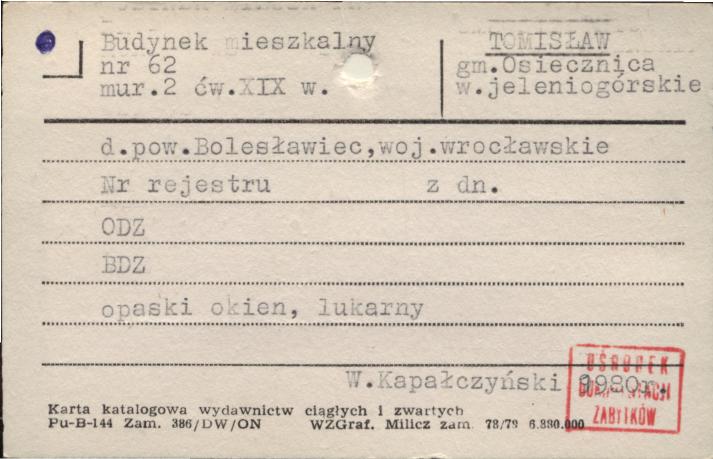 Budynek mieszkalny
nr 62
mur.2 ćw.XIX w.
TOMISŁAW
gm.Osiecznica
w.jeleniogórskie
d.pow.Bolesławiec,woj.wrocławskie
Nr rejestru z dn.
ODZ
BDZ
opaski okien, lukarny
W.Kapałczyński 1980r.
OŚRODEK
DOKUMENTACJI
ZABYTKÓW
Karta katalogowa wydawnictw ciągłych i zwartych
Pu-B-144 Zam. 386/DW/ON WZGraf. Milicz zam. 78/79 6.880.000